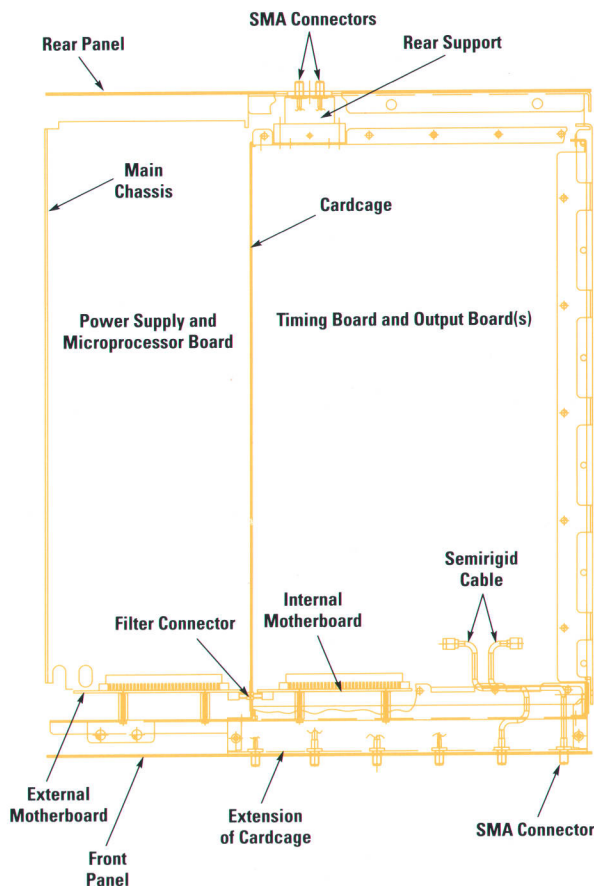 SMA Connectors
Rear Panel
Rear Support
Main
Chassis
Cardcage
Power Supply and
Microprocessor Board
Timing Board and Output Board(s)
Semirigid
Cable
Internal
Motherboard
Filter Connector
External
Motherboard
Extension
of Cardcage
SMA Connector
Front
Panel